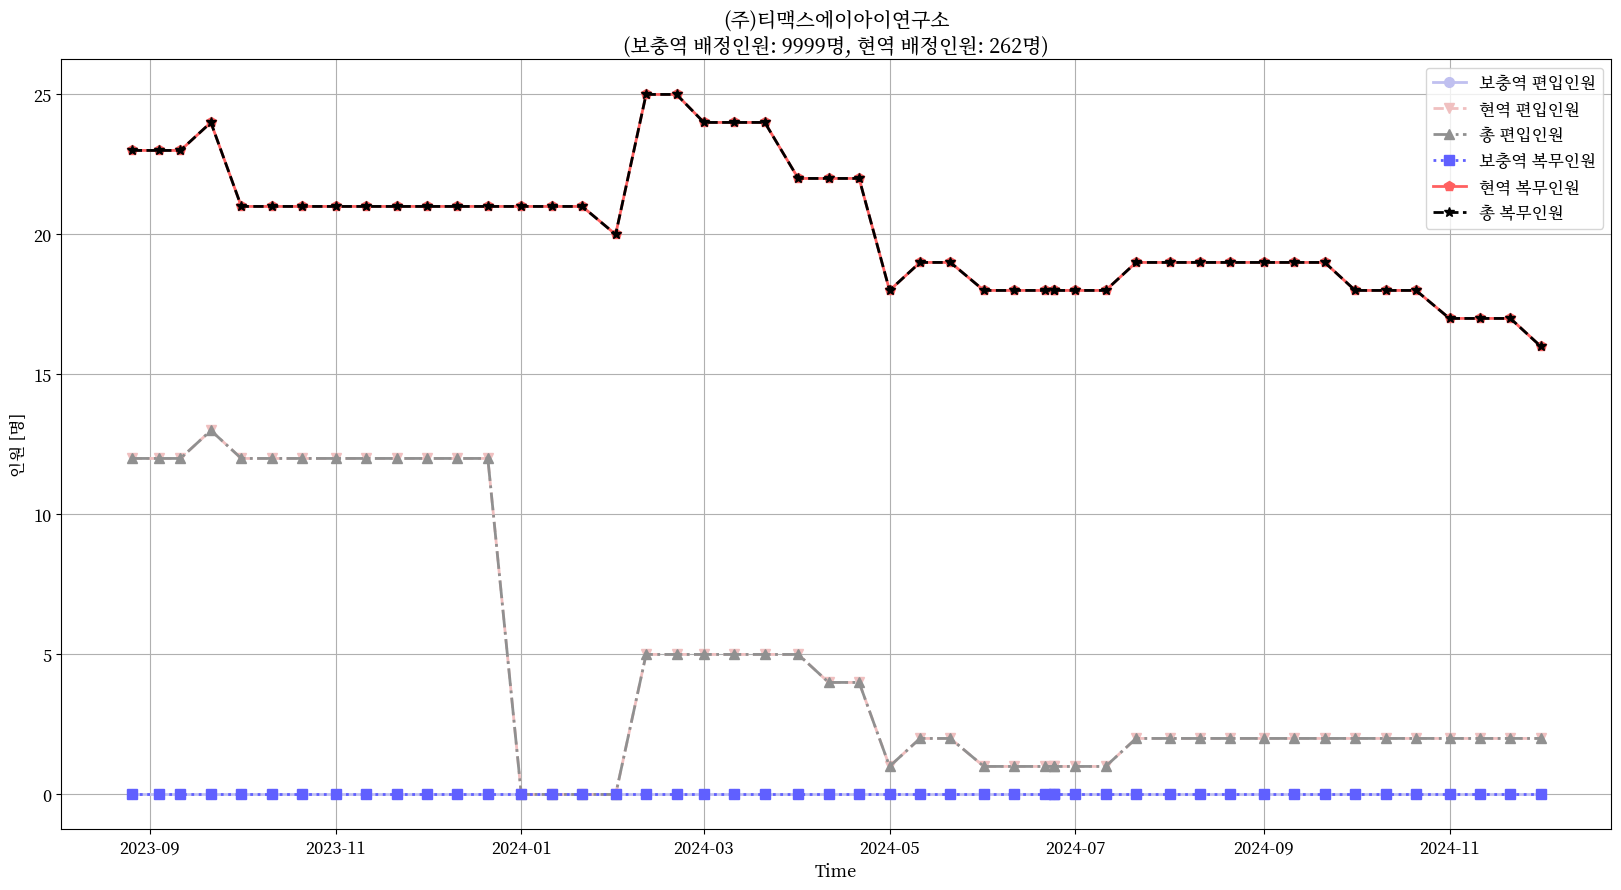 (주)티맥스에이아이연구소
(보충역 배정인원: 9999명, 현역 배정인원: 262명)
인원 [명]
25
20
15
10
5
0
보충역 편입인원
현역 편입인원
총 편입인원
보충역 복무인원
현역 복무인원
총 복무인원
2023-09
2023-11
2024-01
2024-03
2024-05
2024-07
2024-09
2024-11
Time